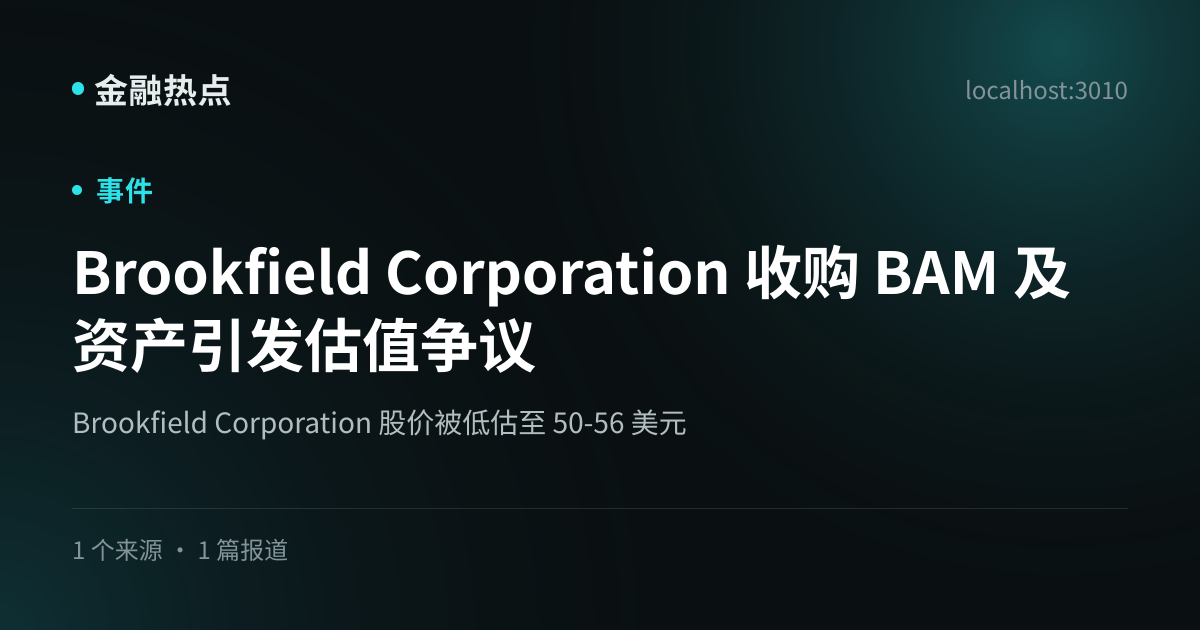 金融热点
localhost:3010
事件
Brookfield Corporation 收购 BAM 及
资产引发估值争议
Brookfield Corporation 股价被低估至 50-56 美元
1 个来源 • 1 篇报道